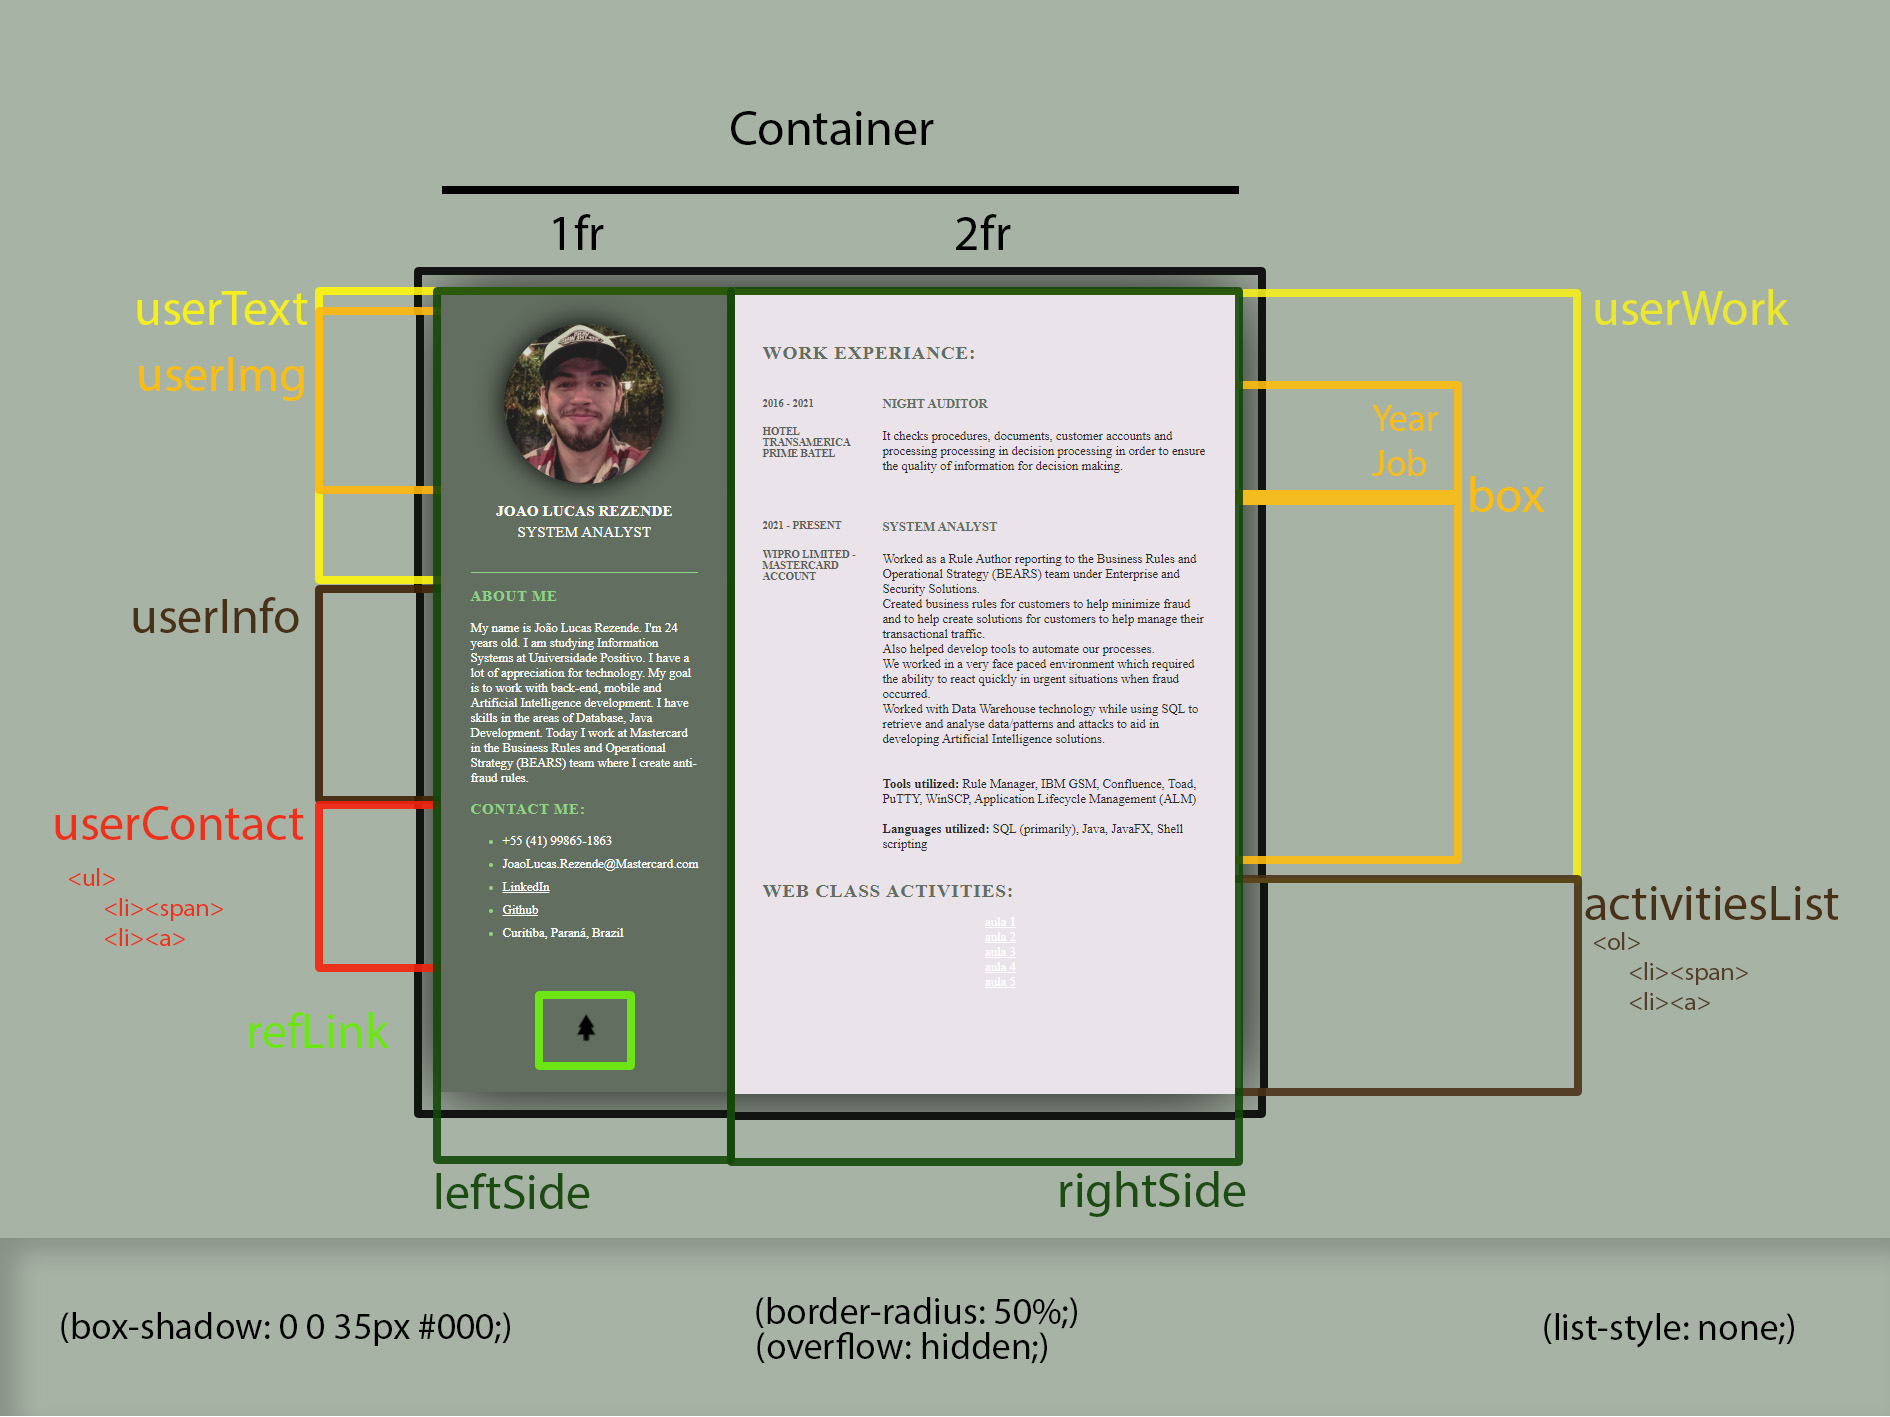 Container
1fr
2fr
userText
userImg
userInfo
userContact
<ul>
<li><span>
<li><a>
refLink
JOAO LUCAS REZENDE
SYSTEM ANALYST
ABOUT ME
My name is João Lucas Rezende. I'm 24
years old. I am studying Information
Systems at Universidade Positivo. I have a
lot of appreciation for technology. My goal
is to work with back-end, mobile and
Artificial Intelligence development. I have
skills in the areas of Database, Java
Development. Today I work at Mastercard
in the Business Rules and Operational
Strategy (BEARS) team where I create anti-
fraud rules.
CONTACT ME:
+55 (41) 99865-1863
JoaoLucas.Rezende@Mastercard.com
LinkedIn
Github
Curitiba, Paraná, Brazil
WORK EXPERIANCE:
2016 - 2021
HOTEL
TRANSAMERICA
PRIME BATEL
NIGHT AUDITOR
It checks procedures, documents, customer accounts and
processing processing in decision processing in order to ensure
the quality of information for decision making.
2021 - PRESENT
WIPRO LIMITED -
MASTERCARD
ACCOUNT
SYSTEM ANALYST
Worked as a Rule Author reporting to the Business Rules and
Operational Strategy (BEARS) team under Enterprise and
Security Solutions.
Created business rules for customers to help minimize fraud
and to help create solutions for customers to help manage their
transactional traffic.
Also helped develop tools to automate our processes.
We worked in a very face paced environment which required
the ability to react quickly in urgent situations when fraud
occurred.
Worked with Data Warehouse technology while using SQL to
retrieve and analyse data/patterns and attacks to aid in
developing Artificial Intelligence solutions.
Tools utilized: Rule Manager, IBM GSM, Confluence, Toad,
PuTTY, WinSCP, Application Lifecycle Management (ALM)
Languages utilized: SQL (primarily), Java, JavaFX, Shell
scripting
WEB CLASS ACTIVITIES:
aula 1
aula 2
aula 3
aula 4
aula 5
userWork
Year
Job
box
activitiesList
<ol>
<li><span>
<li><a>
leftSide
rightSide
(box-shadow: 0 0 35px #000;)
(border-radius: 50%;)
(overflow: hidden;)
(list-style: none;)